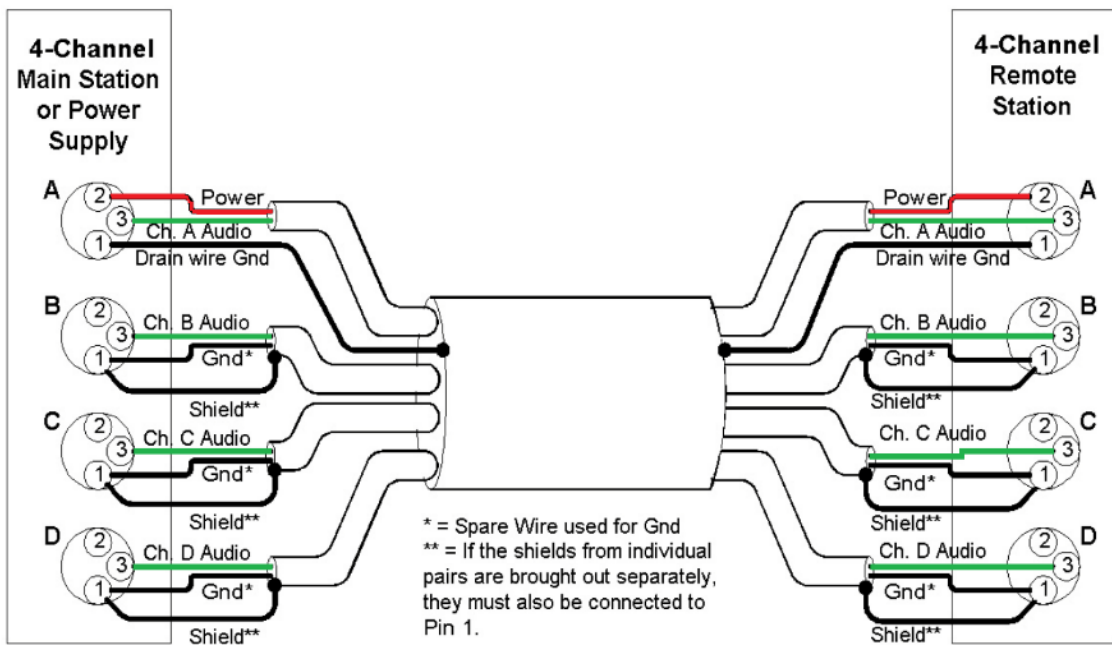 4-Channel
Main Station
or Power
Supply
A
2
3
1
Power
Ch. A Audio
Drain wire Gnd
B
2
3
1
Ch. B Audio
Gnd*
Shield**
C
2
3
1
Ch. C Audio
Gnd*
Shield**
D
2
3
1
Ch. D Audio
Gnd*
Shield**
* = Spare Wire used for Gnd
** = If the shields from individual
pairs are brought out separately,
they must also be connected to
Pin 1.
4-Channel
Remote
Station
Power
Ch. A Audio
Drain wire Gnd
A
2
3
1
Ch. B Audio
Gnd*
Shield**
B
2
3
1
Ch. C Audio
Gnd*
Shield**
C
2
3
1
Ch. D Audio
Gnd*
Shield**
D
2
3
1